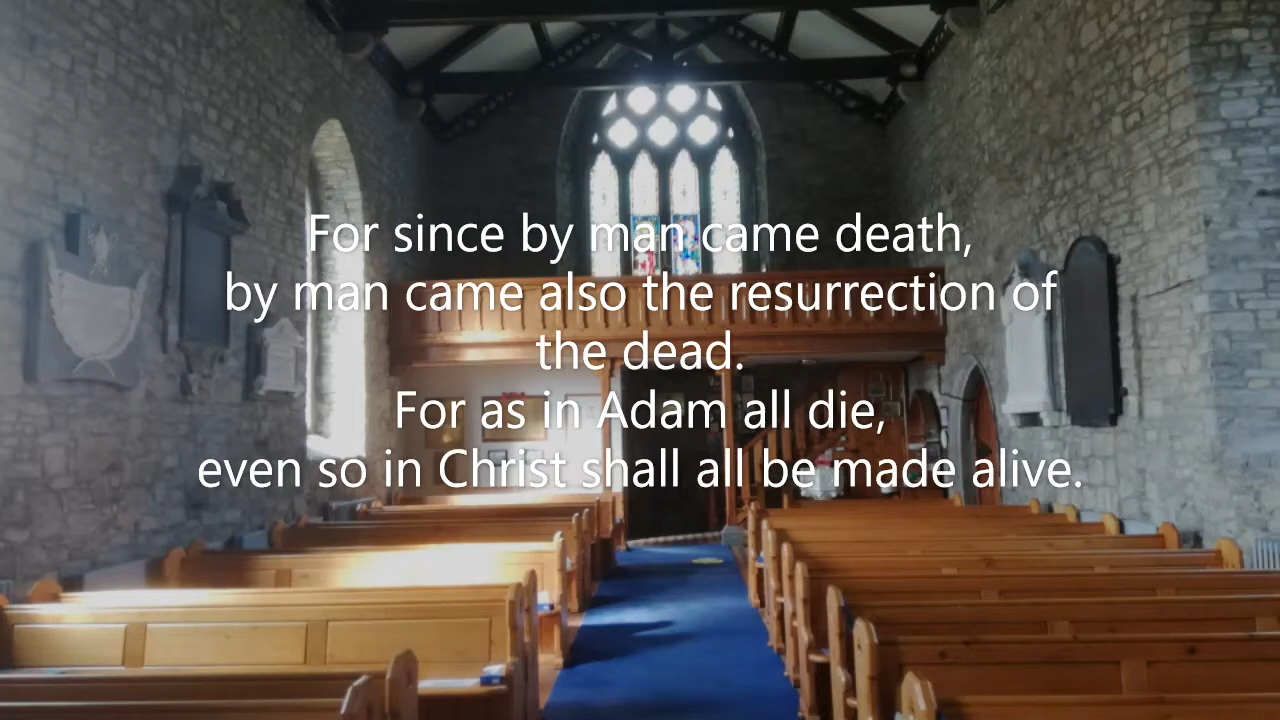 For since by man came death,
by man came also the resurrection of
the dead.
For as in Adam all die,
even so in Christ shall all be made alive.